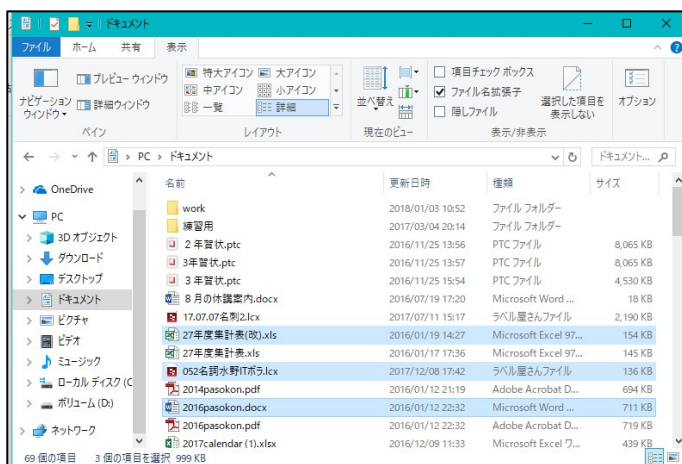 ドキュメント
ファイル ホーム 共有 表示
ナビゲーション ウィンドウ
プレビュー ウィンドウ
詳細ウィンドウ
ペイン
特大アイコン 大アイコン
中アイコン 小アイコン
一覧 詳細
レイアウト
並べ替え
現在のビュー
項目チェック ボックス
ファイル名拡張子
隠しファイル
選択した項目を
表示しない
表示/非表示
オプション
PC > ドキュメント
ドキュメント...
OneDrive
PC
3D オブジェクト
ダウンロード
デスクトップ
ドキュメント
ピクチャ
ビデオ
ミュージック
ローカル ディスク (C
ボリューム (D:)
ネットワーク
名前 更新日時 種類 サイズ
work 2018/01/03 10:52 ファイル フォルダー
練習用 2017/03/04 20:14 ファイル フォルダー
２年賀状.ptc 2016/11/25 13:56 PTC ファイル 8,065 KB
3年賀状.ptc 2016/11/25 13:57 PTC ファイル 8,065 KB
３年賀状.ptc 2016/11/25 15:54 PTC ファイル 4,530 KB
８月の休講案内.docx 2016/07/19 17:20 Microsoft Word ... 18 KB
17.07.07名刺2.lcx 2017/07/11 15:17 ラベル屋さんファイル 2,190 KB
27年度集計表(改).xls 2016/01/19 14:27 Microsoft Excel 97... 154 KB
27年度集計表.xls 2016/01/17 17:36 Microsoft Excel 97... 145 KB
052名詞水野ITボラ.lcx 2017/12/08 17:42 ラベル屋さんファイル 136 KB
2014pasokon.pdf 2016/01/12 21:19 Adobe Acrobat D... 694 KB
2016pasokon.docx 2016/01/12 22:32 Microsoft Word ... 711 KB
2016pasokon.pdf 2016/01/12 22:32 Adobe Acrobat D... 719 KB
2017calendar (1).xlsx 2016/12/09 11:33 Microsoft Excel ワ... 439 KB
69 個の項目 3 個の項目を選択 999 KB